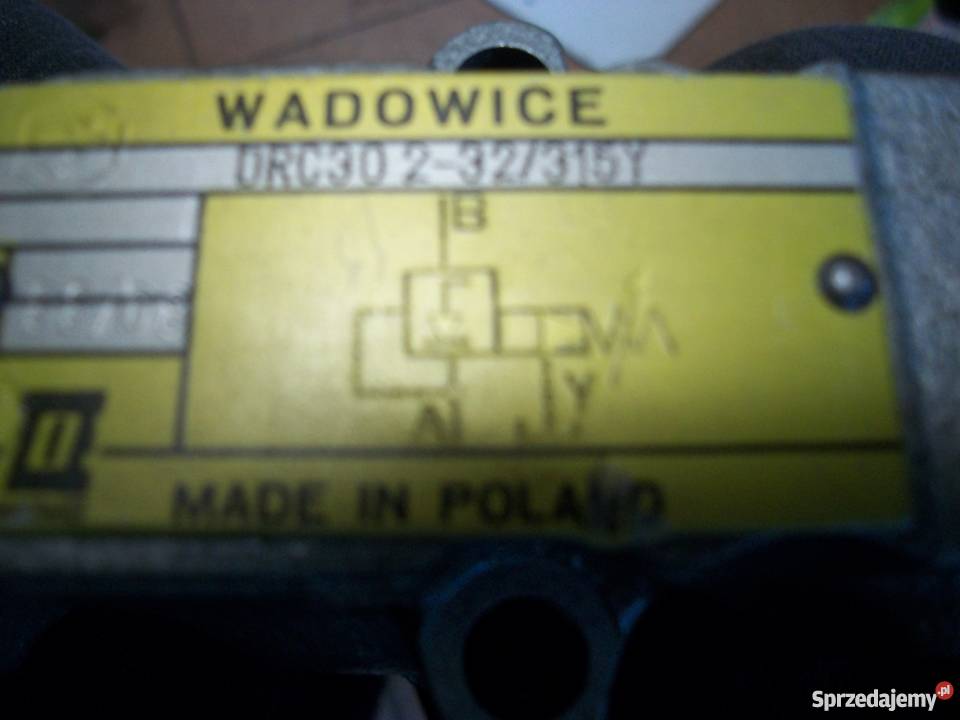 WADOWICE
DRC30 2-32/315Y
B
A
Y
MADE IN POLAND
Sprzedajemy.pl